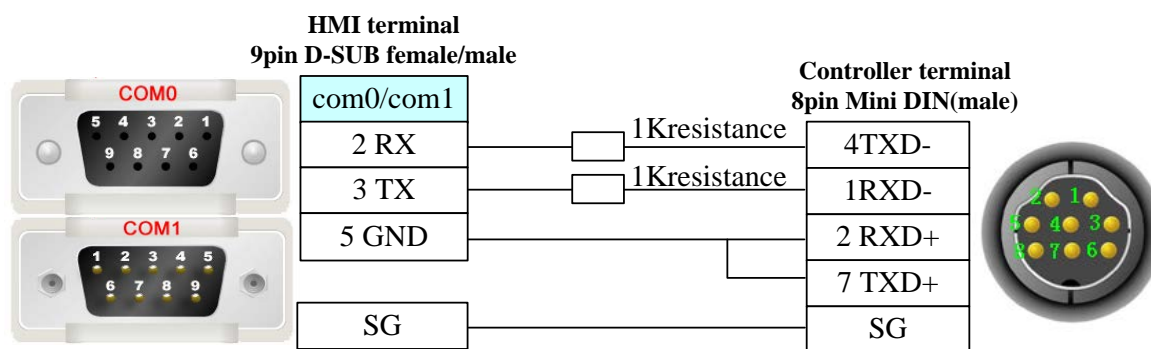 HMI terminal
9pin D-SUB female/male
COM0
5 4 3 2 1
9 8 7 6
COM1
1 2 3 4 5
6 7 8 9
com0/com1
2 RX
3 TX
5 GND
SG
1Kresistance
1Kresistance
Controller terminal
8pin Mini DIN(male)
4TXD-
1RXD-
2 RXD+
7 TXD+
SG
2 1
5 4 3
8 7 6